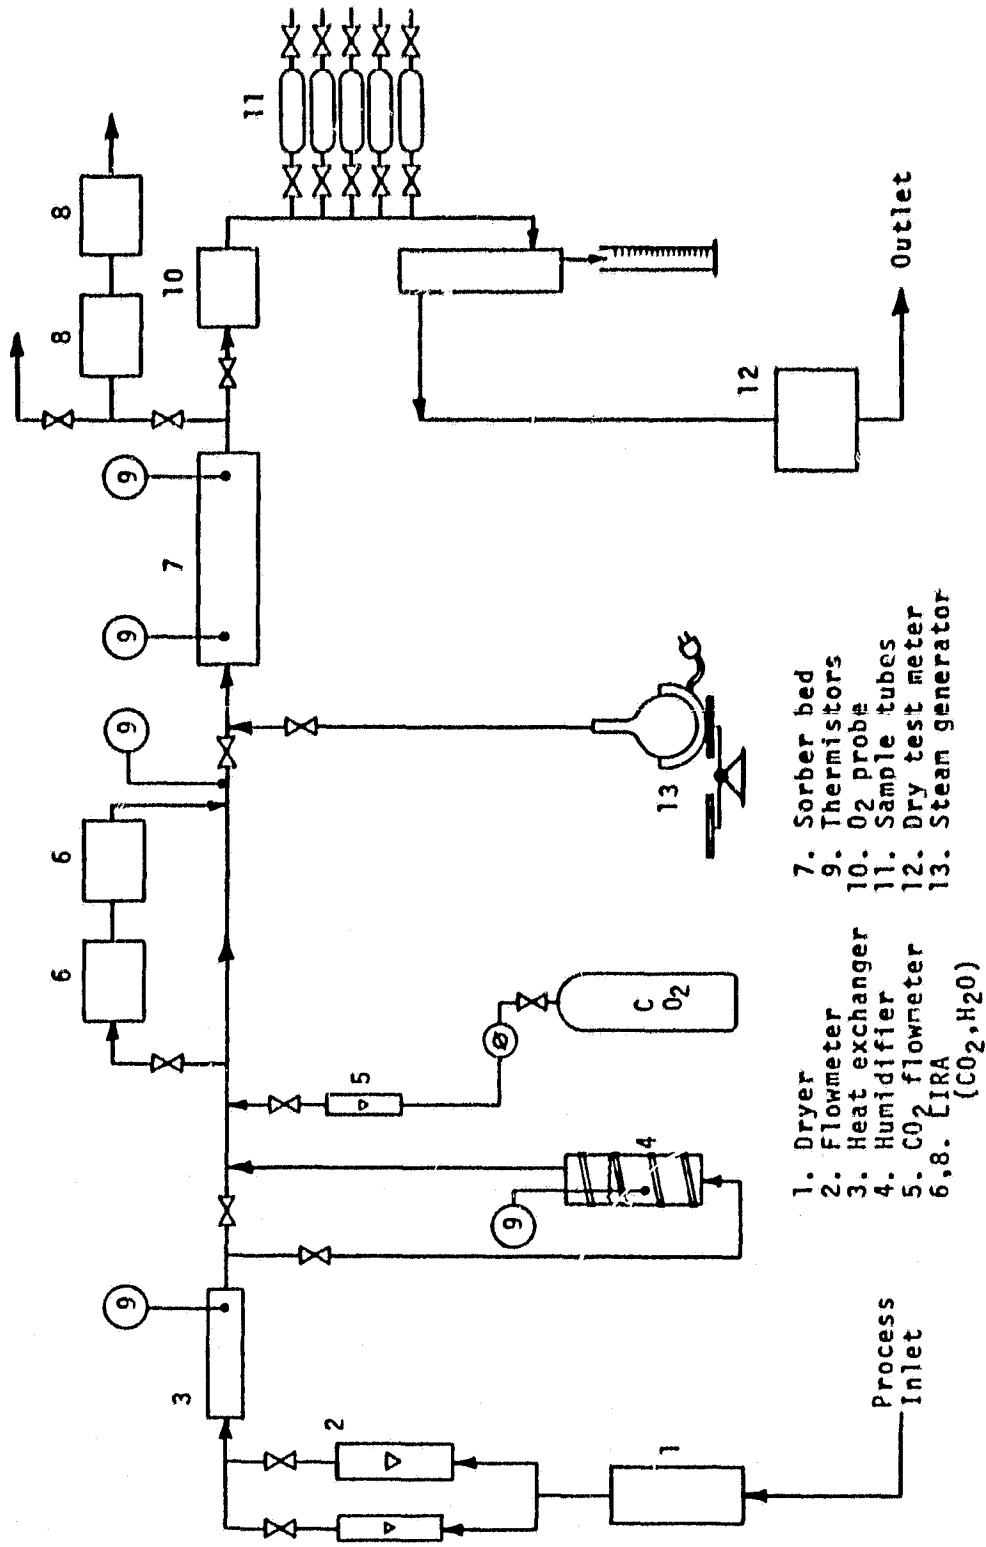 8
8
11
10
9
9
7
9
6
6
12
Outlet
13
C
O2
5
4
9
9
3
2
1
Process
Inlet
1. Dryer
2. Flowmeter
3. Heat exchanger
4. Humidifier
5. CO2 flowmeter
6,8. LIRA
(CO2,H2O)
7. Sorber bed
9. Thermistors
10. O2 probe
11. Sample tubes
12. Dry test meter
13. Steam generator